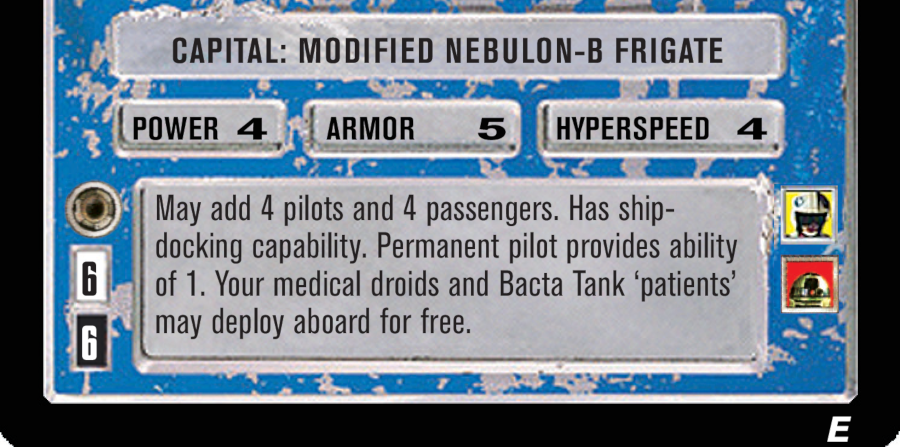 CAPITAL: MODIFIED NEBULON-B FRIGATE
POWER 4 ARMOR 5 HYPERSPEED 4
May add 4 pilots and 4 passengers. Has ship-
docking capability. Permanent pilot provides ability
of 1. Your medical droids and Bacta Tank ‘patients’
may deploy aboard for free.
6
6
E